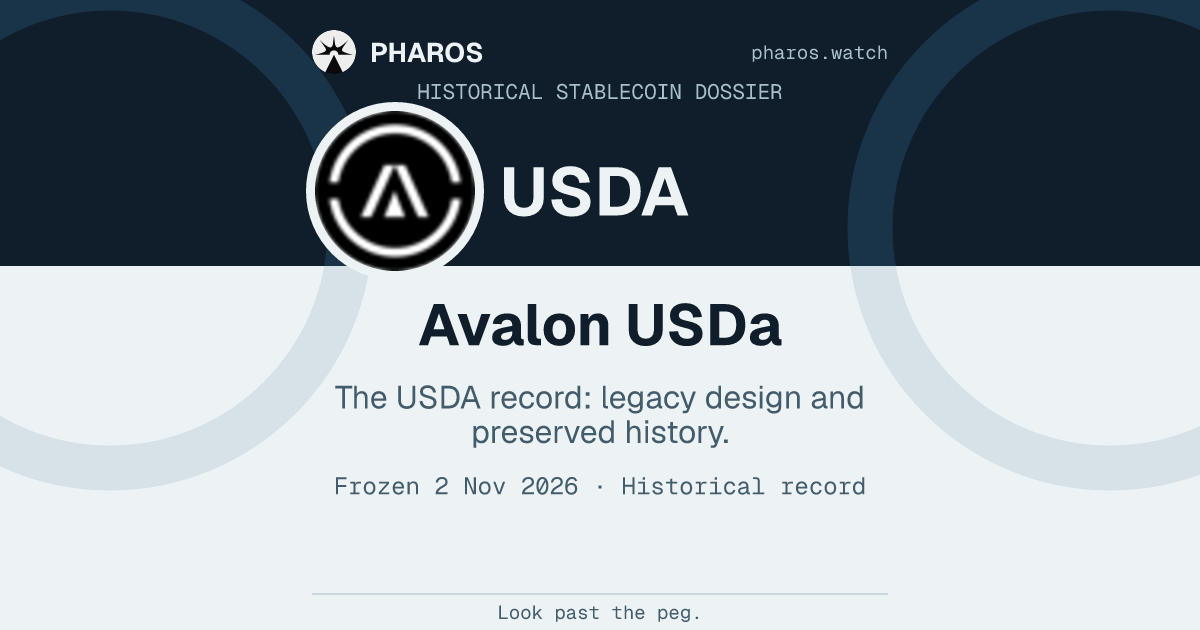 PHAROS
pharos.watch
HISTORICAL STABLECOIN DOSSIER
USDA
Avalon USDa
The USDA record: legacy design and
preserved history.
Frozen 2 Nov 2026 · Historical record
Look past the peg.